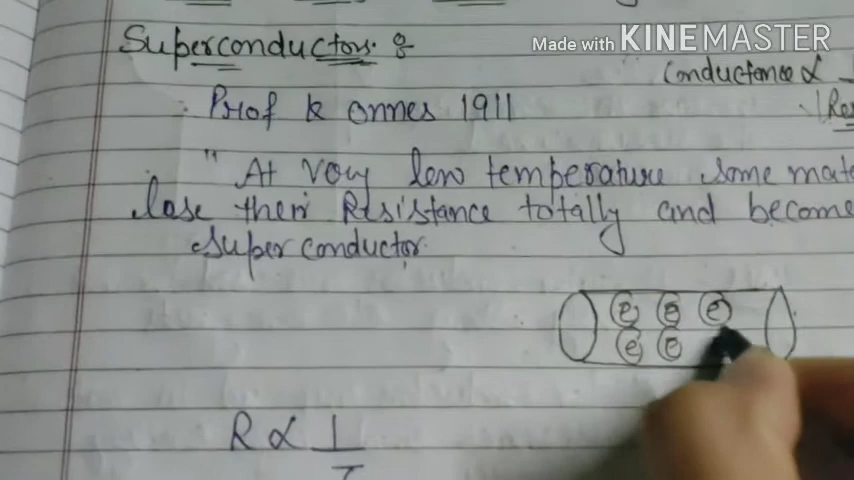 Superconductors :-
Made with KINEMASTER
Conductance ∝
Prof k onnes 1911
" At very low temperature some mate
lose their Resistance totally and become
superconductor.
e e e
e e
R ∝ 1
T